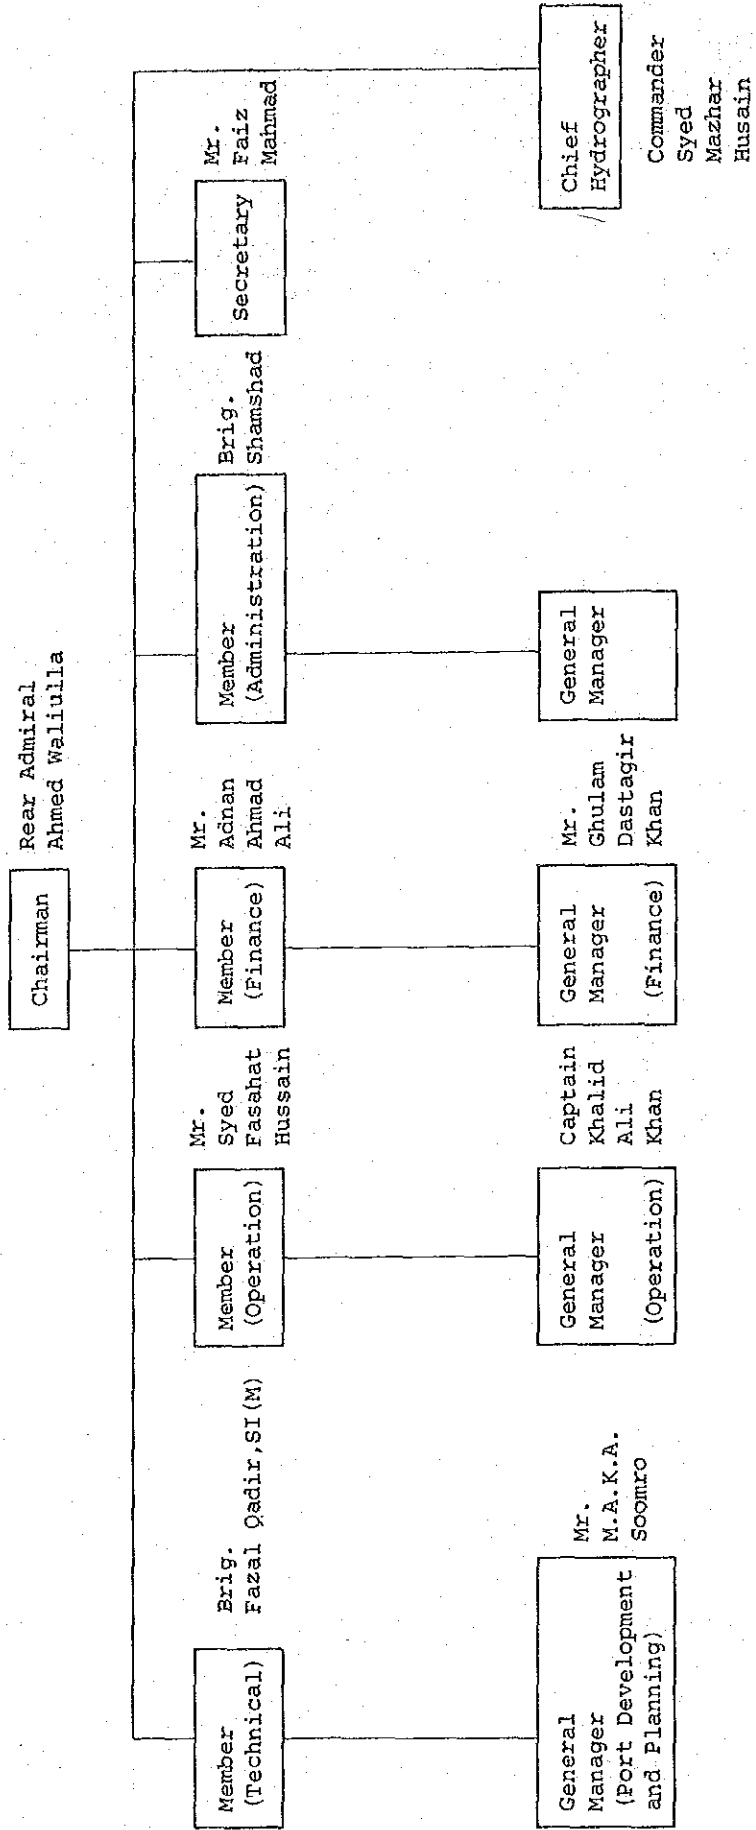 Chairman
Rear Admiral
Ahmed Waliulla
Member
(Technical)
Brig.
Fazal Qadir,SI(M)
Member
(Operation)
Mr.
Syed
Fasahat
Hussain
Member
(Finance)
Mr.
Adnan
Ahmad
Ali
Member
(Administration)
Brig.
Shamshad
Secretary
Mr.
Faiz
Mahmad
General
Manager
(Port Development
and Planning)
Mr.
M.A.K.A.
Soomro
General
Manager
(Operation)
Captain
Khalid
Ali
Khan
General
Manager
(Finance)
Mr.
Ghulam
Dastagir
Khan
General
Manager
Chief
Hydrographer
Commander
Syed
Mazhar
Husain